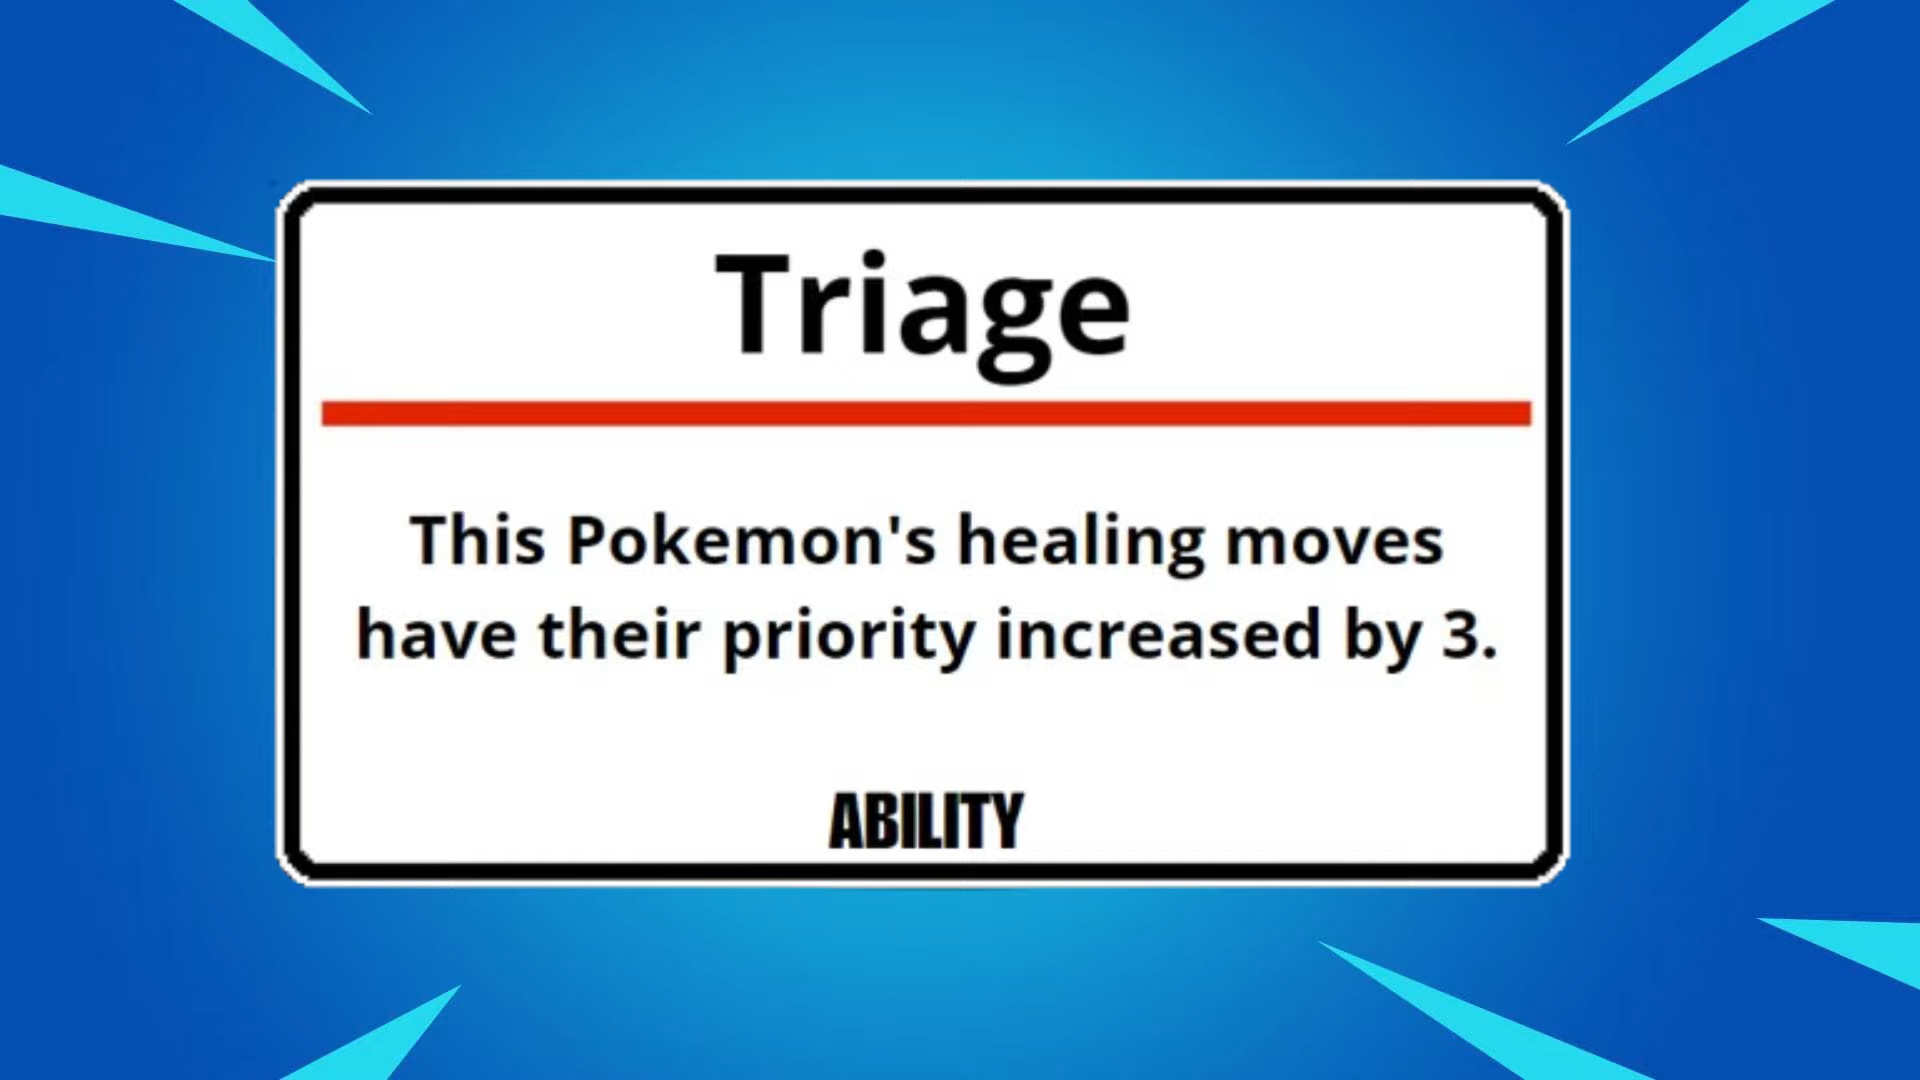 Triage
This Pokemon's healing moves
have their priority increased by 3.
ABILITY